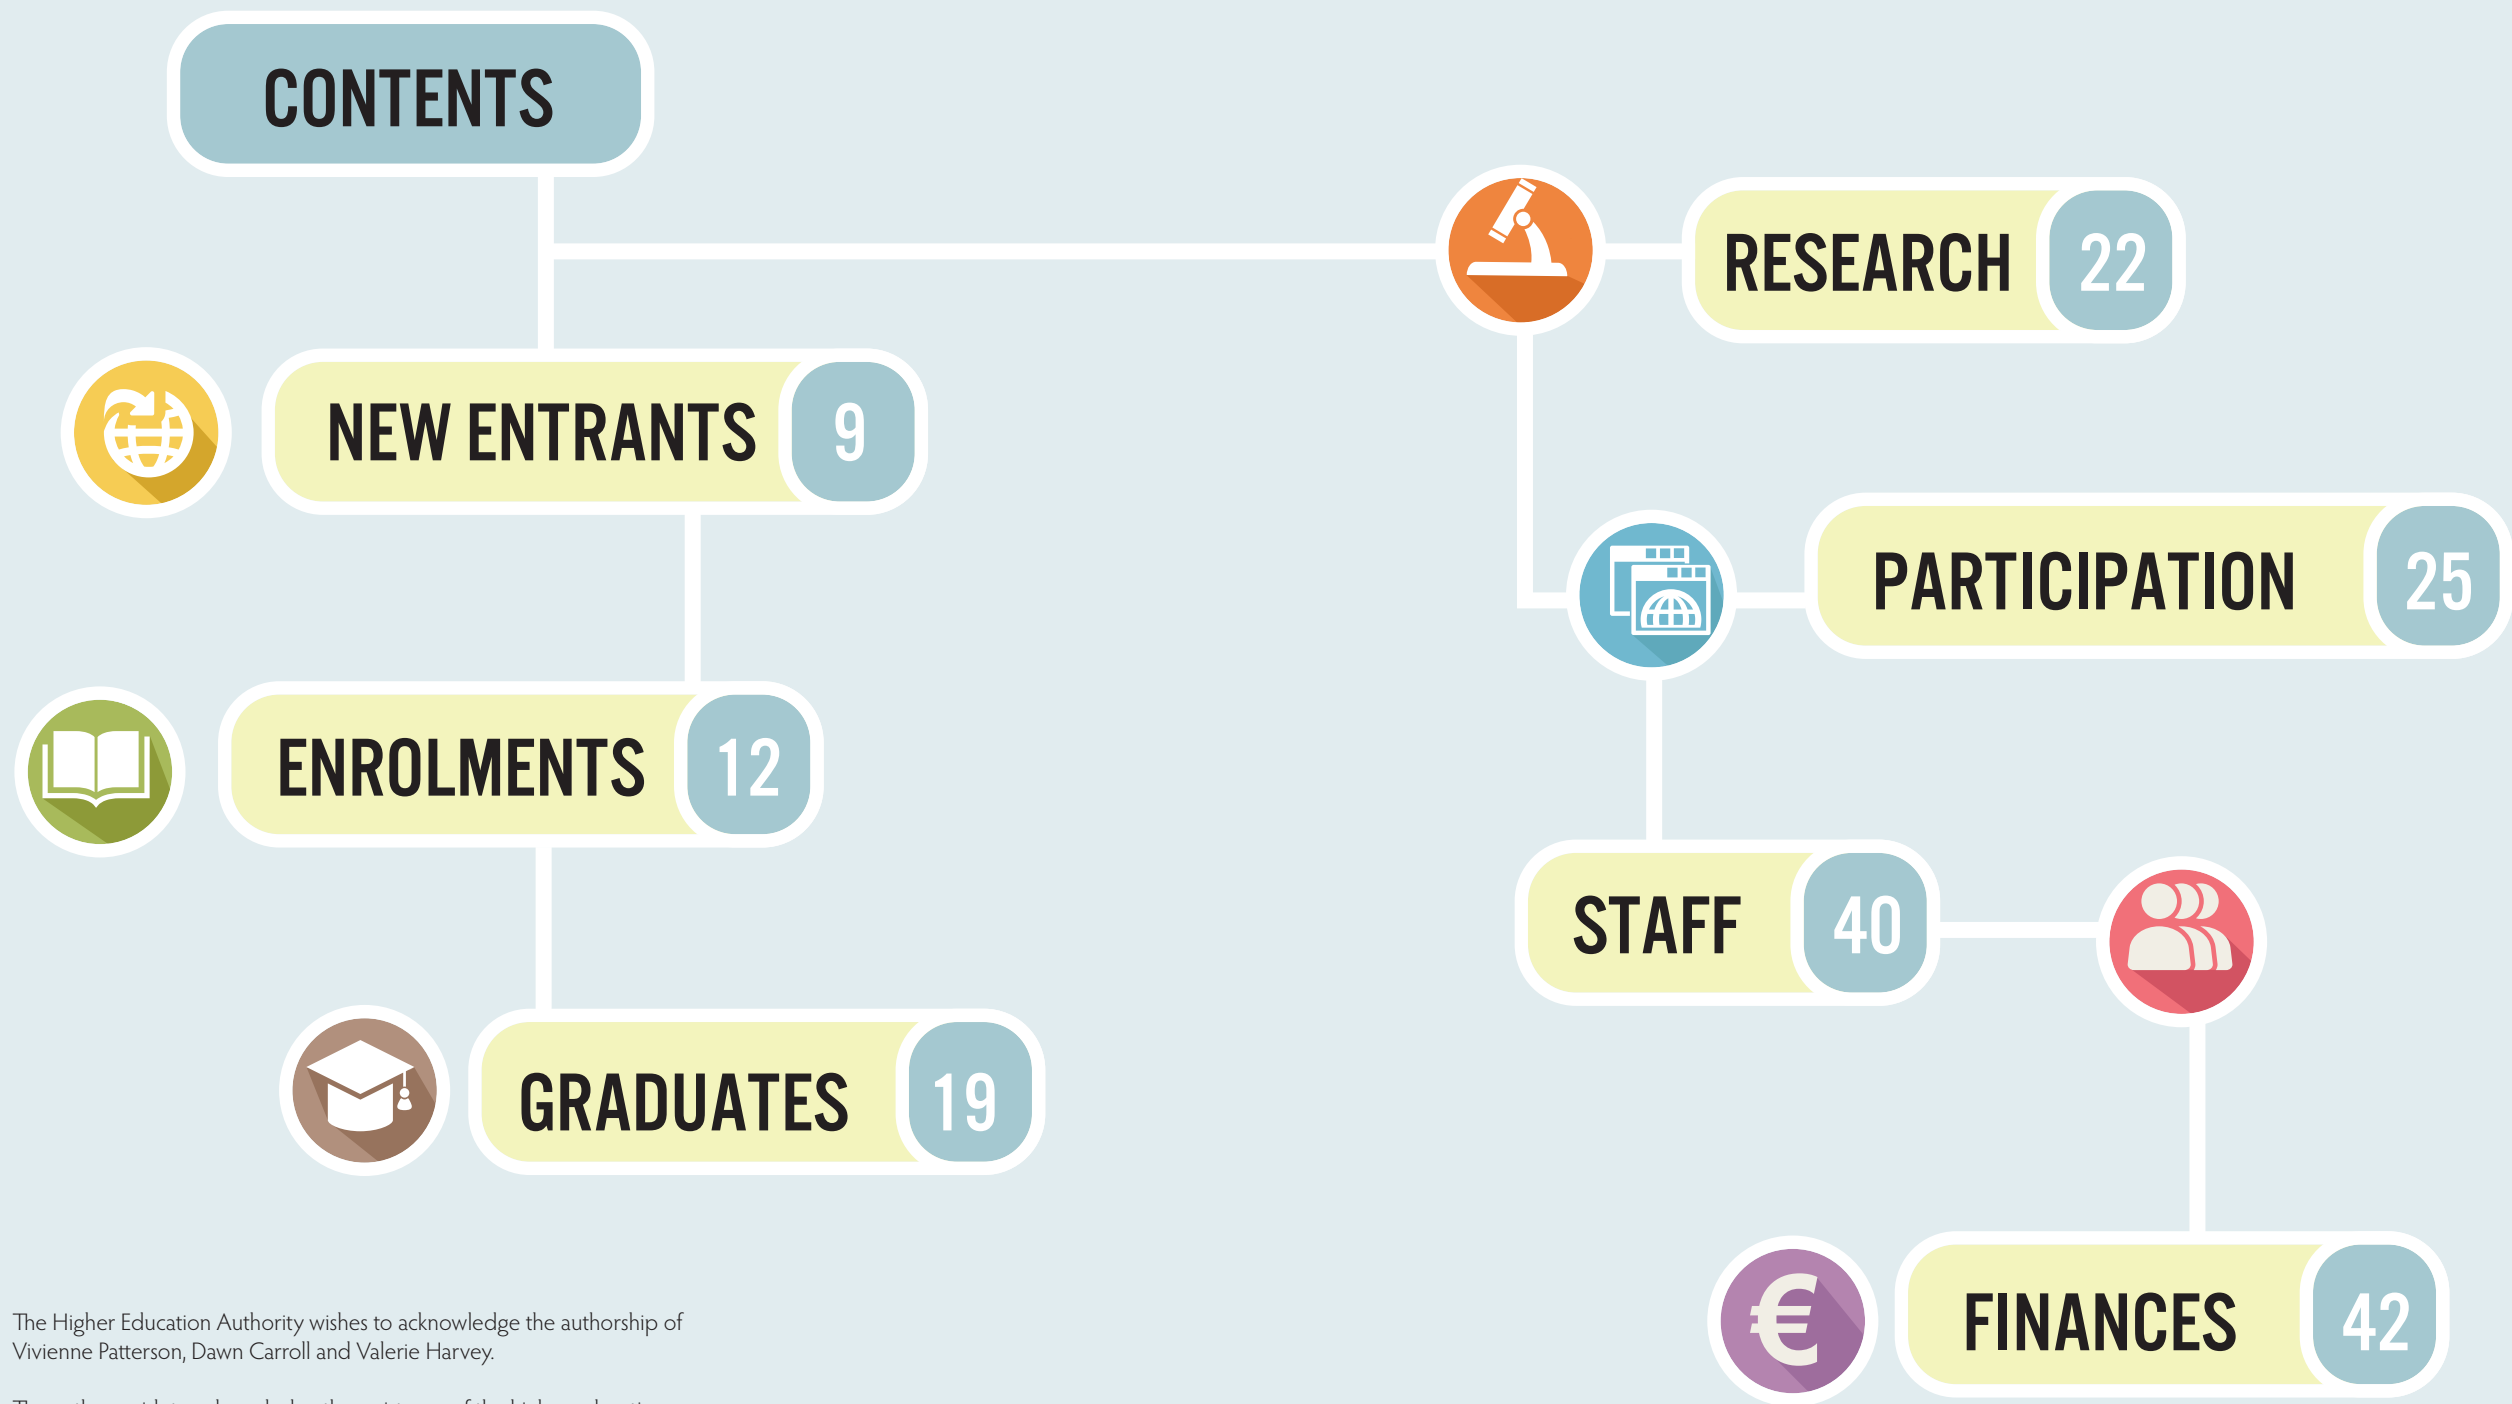 CONTENTS
NEW ENTRANTS 9
ENROLMENTS 12
GRADUATES 19
RESEARCH 22
PARTICIPATION 25
STAFF 40
FINANCES 42
€
The Higher Education Authority wishes to acknowledge the authorship of
Vivienne Patterson, Dawn Carroll and Valerie Harvey.